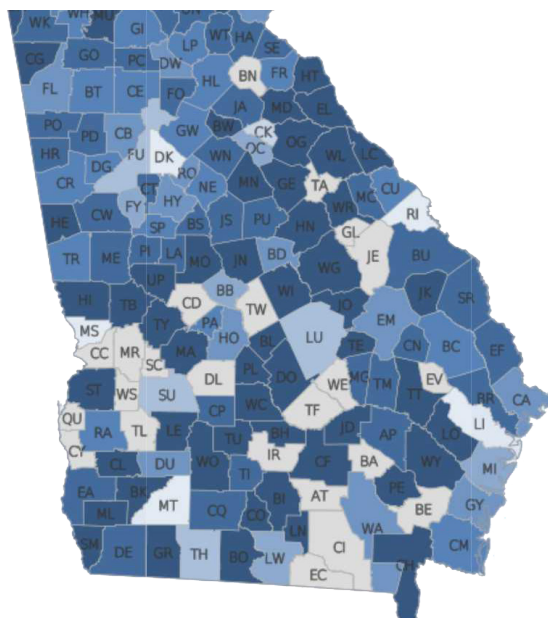 WK WH MU GI LP WT HA SE
CG GO PC DW BN FR HT
FL BT CE FO HL JA MD EL
PO PD CB GW BW CK OC OG WL LC
HR DG FU DK RO WN MN GE TA MC CU
CR CT FY HY NE WR RI
HE CW SP BS JS PU HN GL JE
TR ME PI LA MO JN BD WG BU
UP BB WI JK SR
HI TB CD TW JO EM
MS TY PA HO LU TE CN BC EF
CC MR SC MA BL
ST WS SU DL PL DO WE MG TM EV CA
CP WC TF TT BR
QU RA TL LE TU BH JD AP LO LI
CY CL DU WO IR CF BA WY MI
EA BK MT TI BI AT PE
ML CQ CO WA BE GY
SM DE GR TH BO LW LN CI CM
EC CH